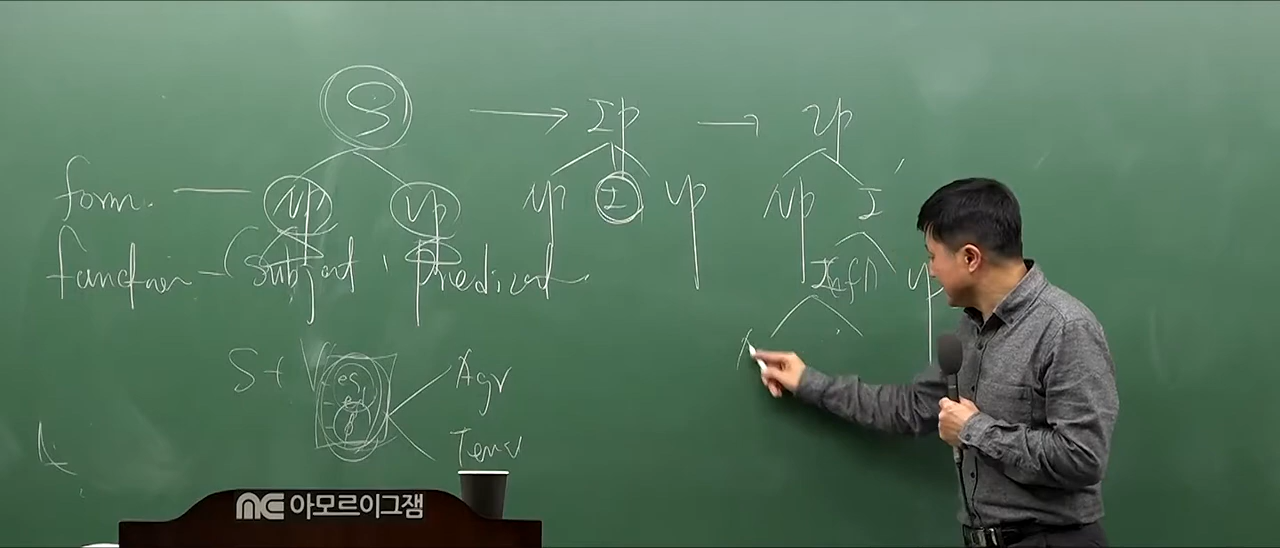 S → IP → IP
form. — NP VP NP I VP NP I'
function - (Subject, Predicate Infl VP
S + V -es -ed Agr
Tense
아모르이그잼